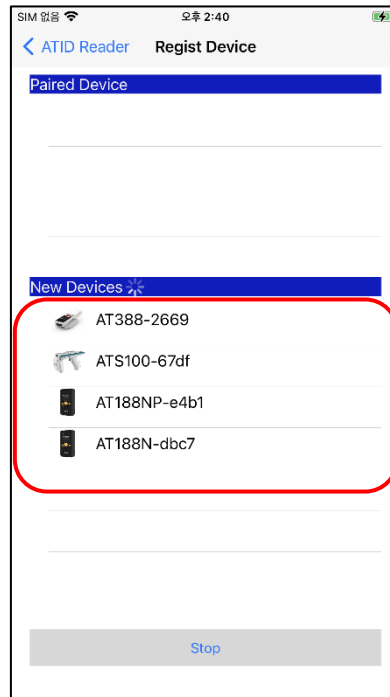 SIM 없음 오후 2:40
ATID Reader Regist Device
Paired Device
New Devices
AT388-2669
ATS100-67df
AT188NP-e4b1
AT188N-dbc7
Stop